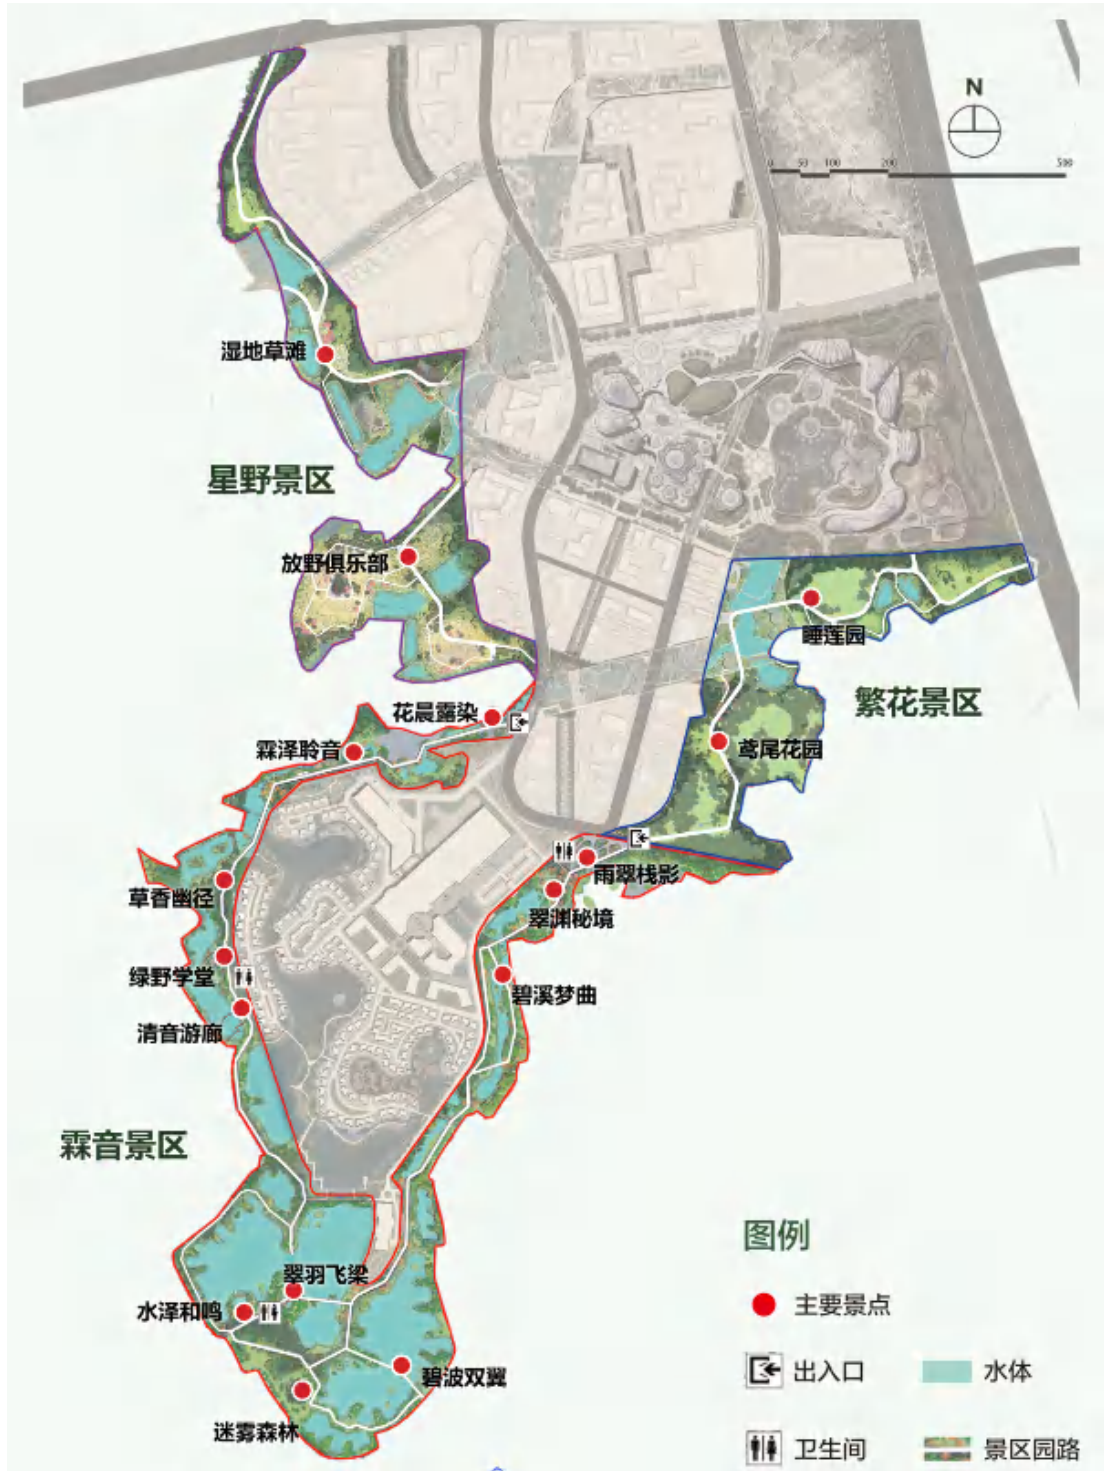 N
0 50 100 200 500
湿地草滩
星野景区
放野俱乐部
睡莲园
花晨露染
繁花景区
霖泽聆音
鸢尾花园
雨翠栈影
草香幽径
翠渊秘境
绿野学堂
碧溪梦曲
清音游廊
霖音景区
图例
翠羽飞梁
主要景点
水泽和鸣
碧波双翼
出入口
水体
迷雾森林
卫生间
景区园路